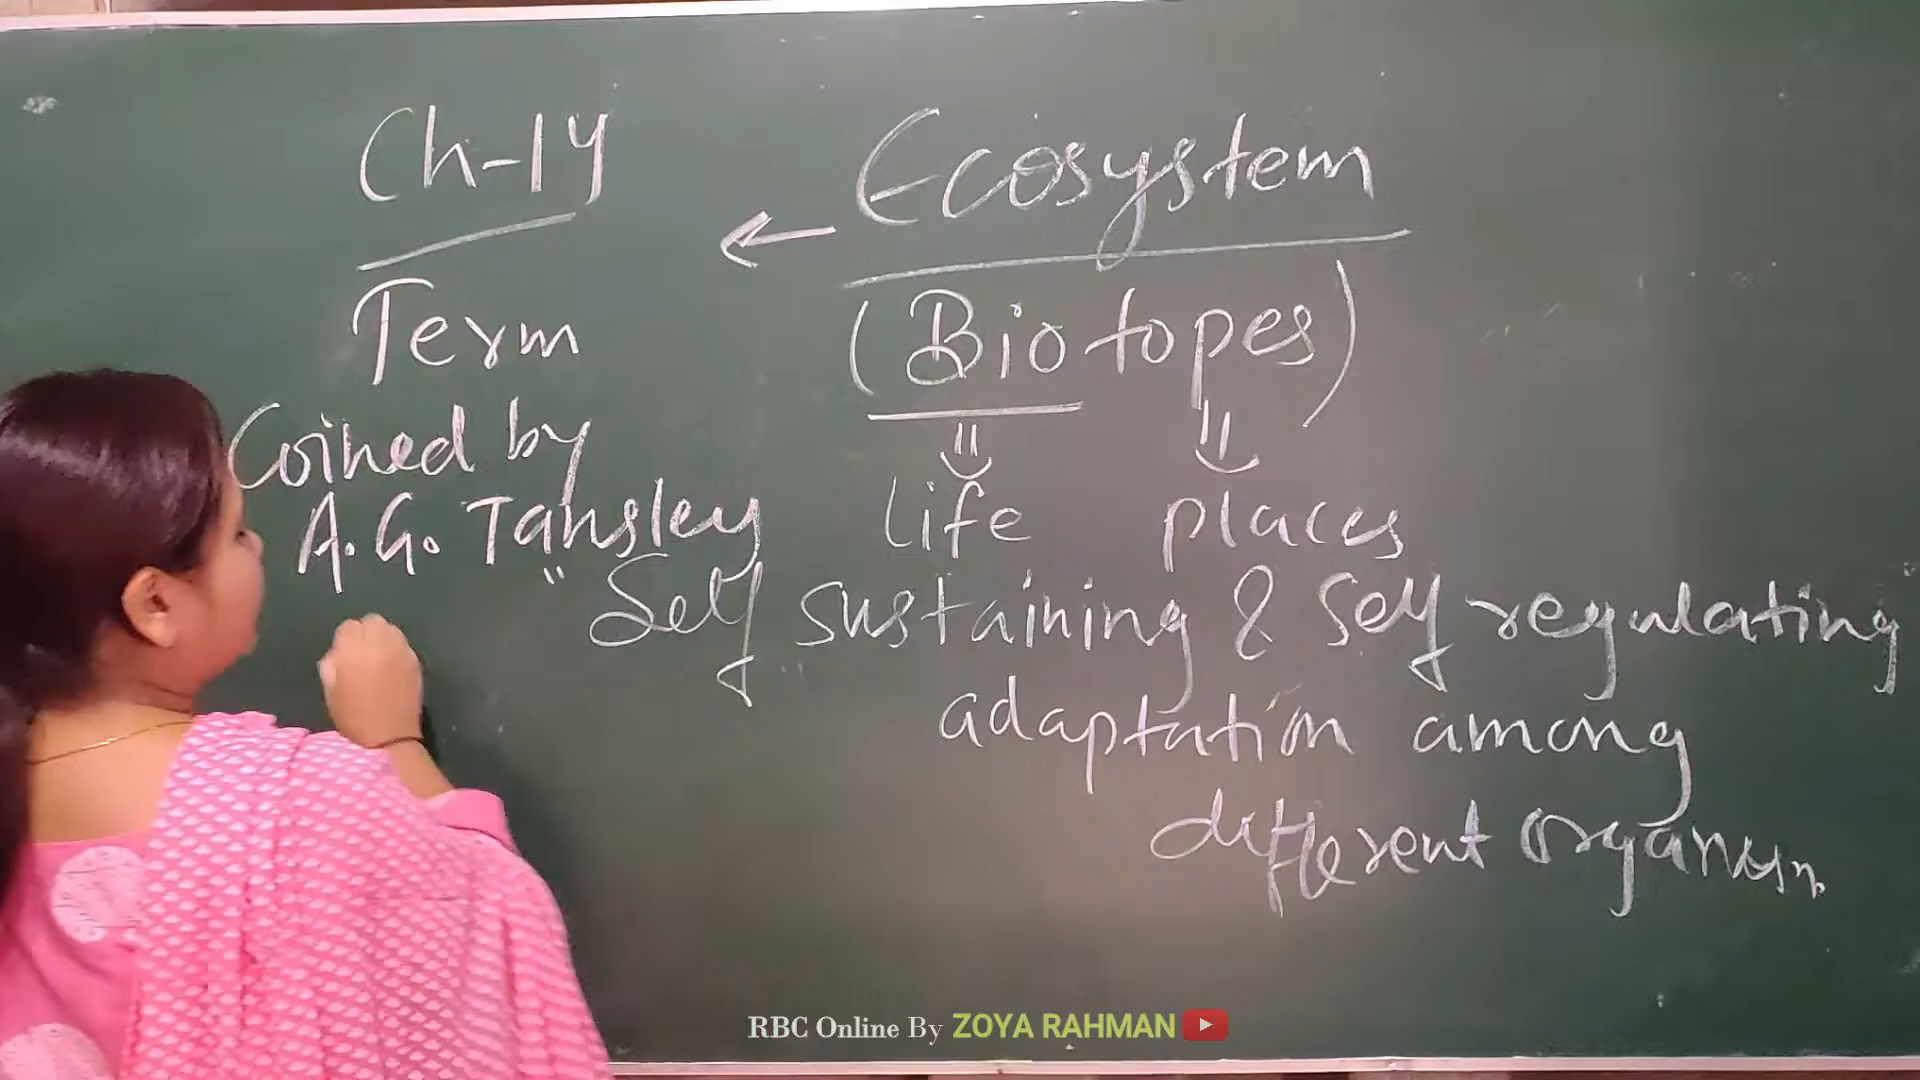 Ch-14
Ecosystem
←
Term
(Biotopes)
Coined by
A. G. Tansley
life places
"Self sustaining & Self regulating
adaptation among
different organism.
RBC Online By ZOYA RAHMAN